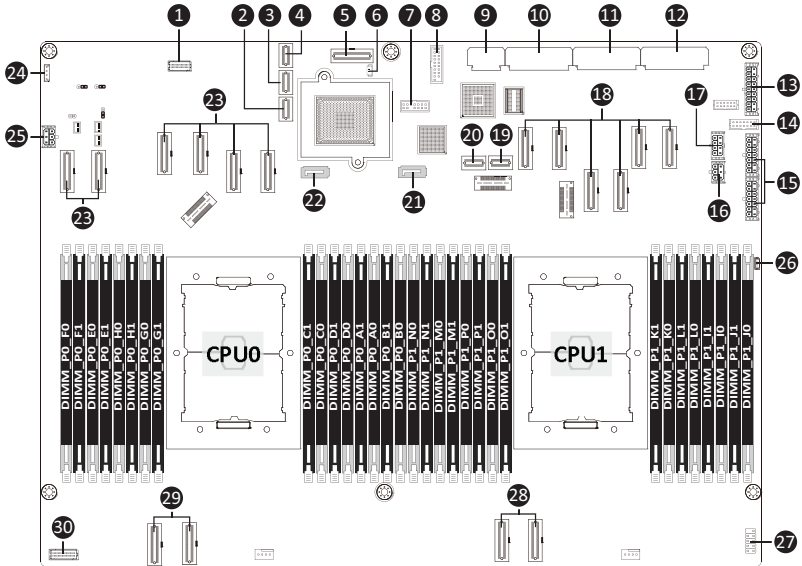 1
2
3
4
5
6
7
8
9
10
11
12
13
14
15
16
17
18
19
20
21
22
23
23
24
25
26
27
28
29
30
DIMM_P0_F0
DIMM_P0_F1
DIMM_P0_E0
DIMM_P0_E1
DIMM_P0_H0
DIMM_P0_H1
DIMM_P0_G0
DIMM_P0_G1
CPU0
DIMM_P0_C1
DIMM_P0_C0
DIMM_P0_D1
DIMM_P0_D0
DIMM_P0_A1
DIMM_P0_A0
DIMM_P0_B1
DIMM_P0_B0
DIMM_P1_N0
DIMM_P1_N1
DIMM_P1_M0
DIMM_P1_M1
DIMM_P1_P0
DIMM_P1_P1
DIMM_P1_O0
DIMM_P1_O1
CPU1
DIMM_P1_K1
DIMM_P1_K0
DIMM_P1_L1
DIMM_P1_L0
DIMM_P1_I1
DIMM_P1_I0
DIMM_P1_J1
DIMM_P1_J0